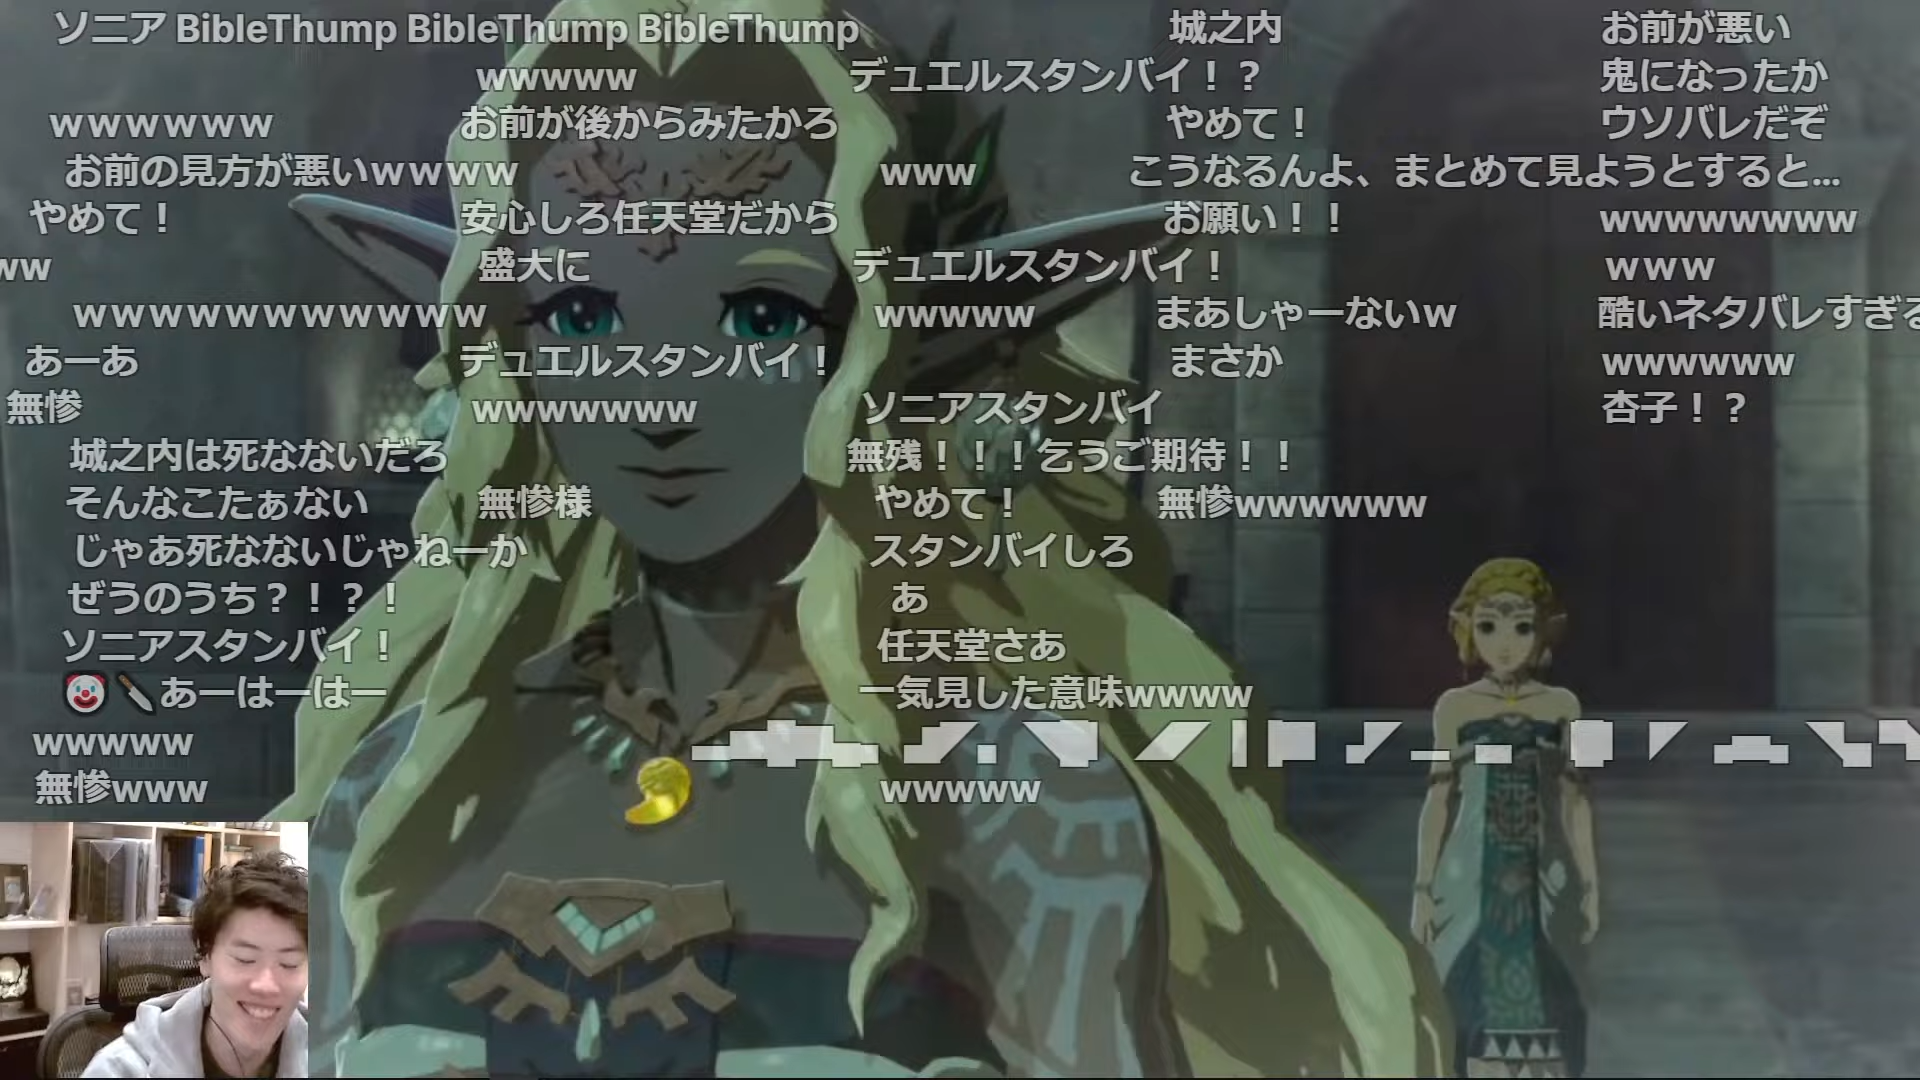 ソニア BibleThump BibleThump BibleThump
城之内
お前が悪い
wwwww
デュエルスタンバイ！？
鬼になったか
ｗｗｗｗｗｗ
お前が後からみたかろ
やめて！
ウソバレだぞ
お前の見方が悪いｗｗｗｗ
www
こうなるんよ、まとめて見ようとすると...
やめて！
安心しろ任天堂だから
お願い！！
wwwwwwww
ww
盛大に
デュエルスタンバイ！
ｗｗｗ
ｗｗｗｗｗｗｗｗｗｗｗ
wwwww
まあしゃーないw
酷いネタバレすぎる
あーあ
デュエルスタンバイ！
まさか
wwwwww
無惨
wwwwwww
ソニアスタンバイ
杏子！？
城之内は死なないだろ
無残！！！乞うご期待！！
そんなこたぁない
無惨様
やめて！
無惨wwwwww
じゃあ死なないじゃねーか
スタンバイしろ
ぜうのうち？！？！
あ
ソニアスタンバイ！
任天堂さあ
🤡🔪あーはーはー
一気見した意味wwww
wwwww
無惨www
wwwww